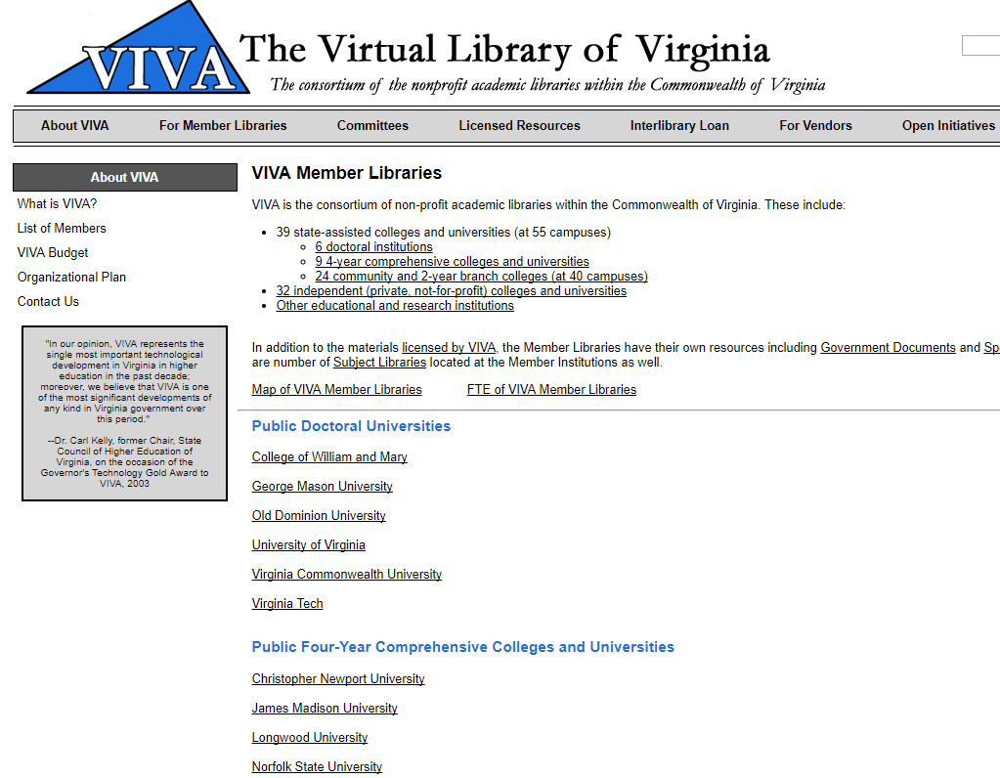 VIVA
The Virtual Library of Virginia
The consortium of the nonprofit academic libraries within the Commonwealth of Virginia
About VIVA For Member Libraries Committees Licensed Resources Interlibrary Loan For Vendors Open Initiatives
About VIVA
What is VIVA?
List of Members
VIVA Budget
Organizational Plan
Contact Us
"In our opinion, VIVA represents the
single most important technological
development in Virginia in higher
education in the past decade;
moreover, we believe that VIVA is one
of the most significant developments of
any kind in Virginia government over
this period."
--Dr. Carl Kelly, former Chair, State
Council of Higher Education of
Virginia, on the occasion of the
Governor's Technology Gold Award to
VIVA, 2003
VIVA Member Libraries
VIVA is the consortium of non-profit academic libraries within the Commonwealth of Virginia. These include:
39 state-assisted colleges and universities (at 55 campuses)
6 doctoral institutions
9 4-year comprehensive colleges and universities
24 community and 2-year branch colleges (at 40 campuses)
32 independent (private, not-for-profit) colleges and universities
Other educational and research institutions
In addition to the materials licensed by VIVA, the Member Libraries have their own resources including Government Documents and Sp
are number of Subject Libraries located at the Member Institutions as well.
Map of VIVA Member Libraries FTE of VIVA Member Libraries
Public Doctoral Universities
College of William and Mary
George Mason University
Old Dominion University
University of Virginia
Virginia Commonwealth University
Virginia Tech
Public Four-Year Comprehensive Colleges and Universities
Christopher Newport University
James Madison University
Longwood University
Norfolk State University